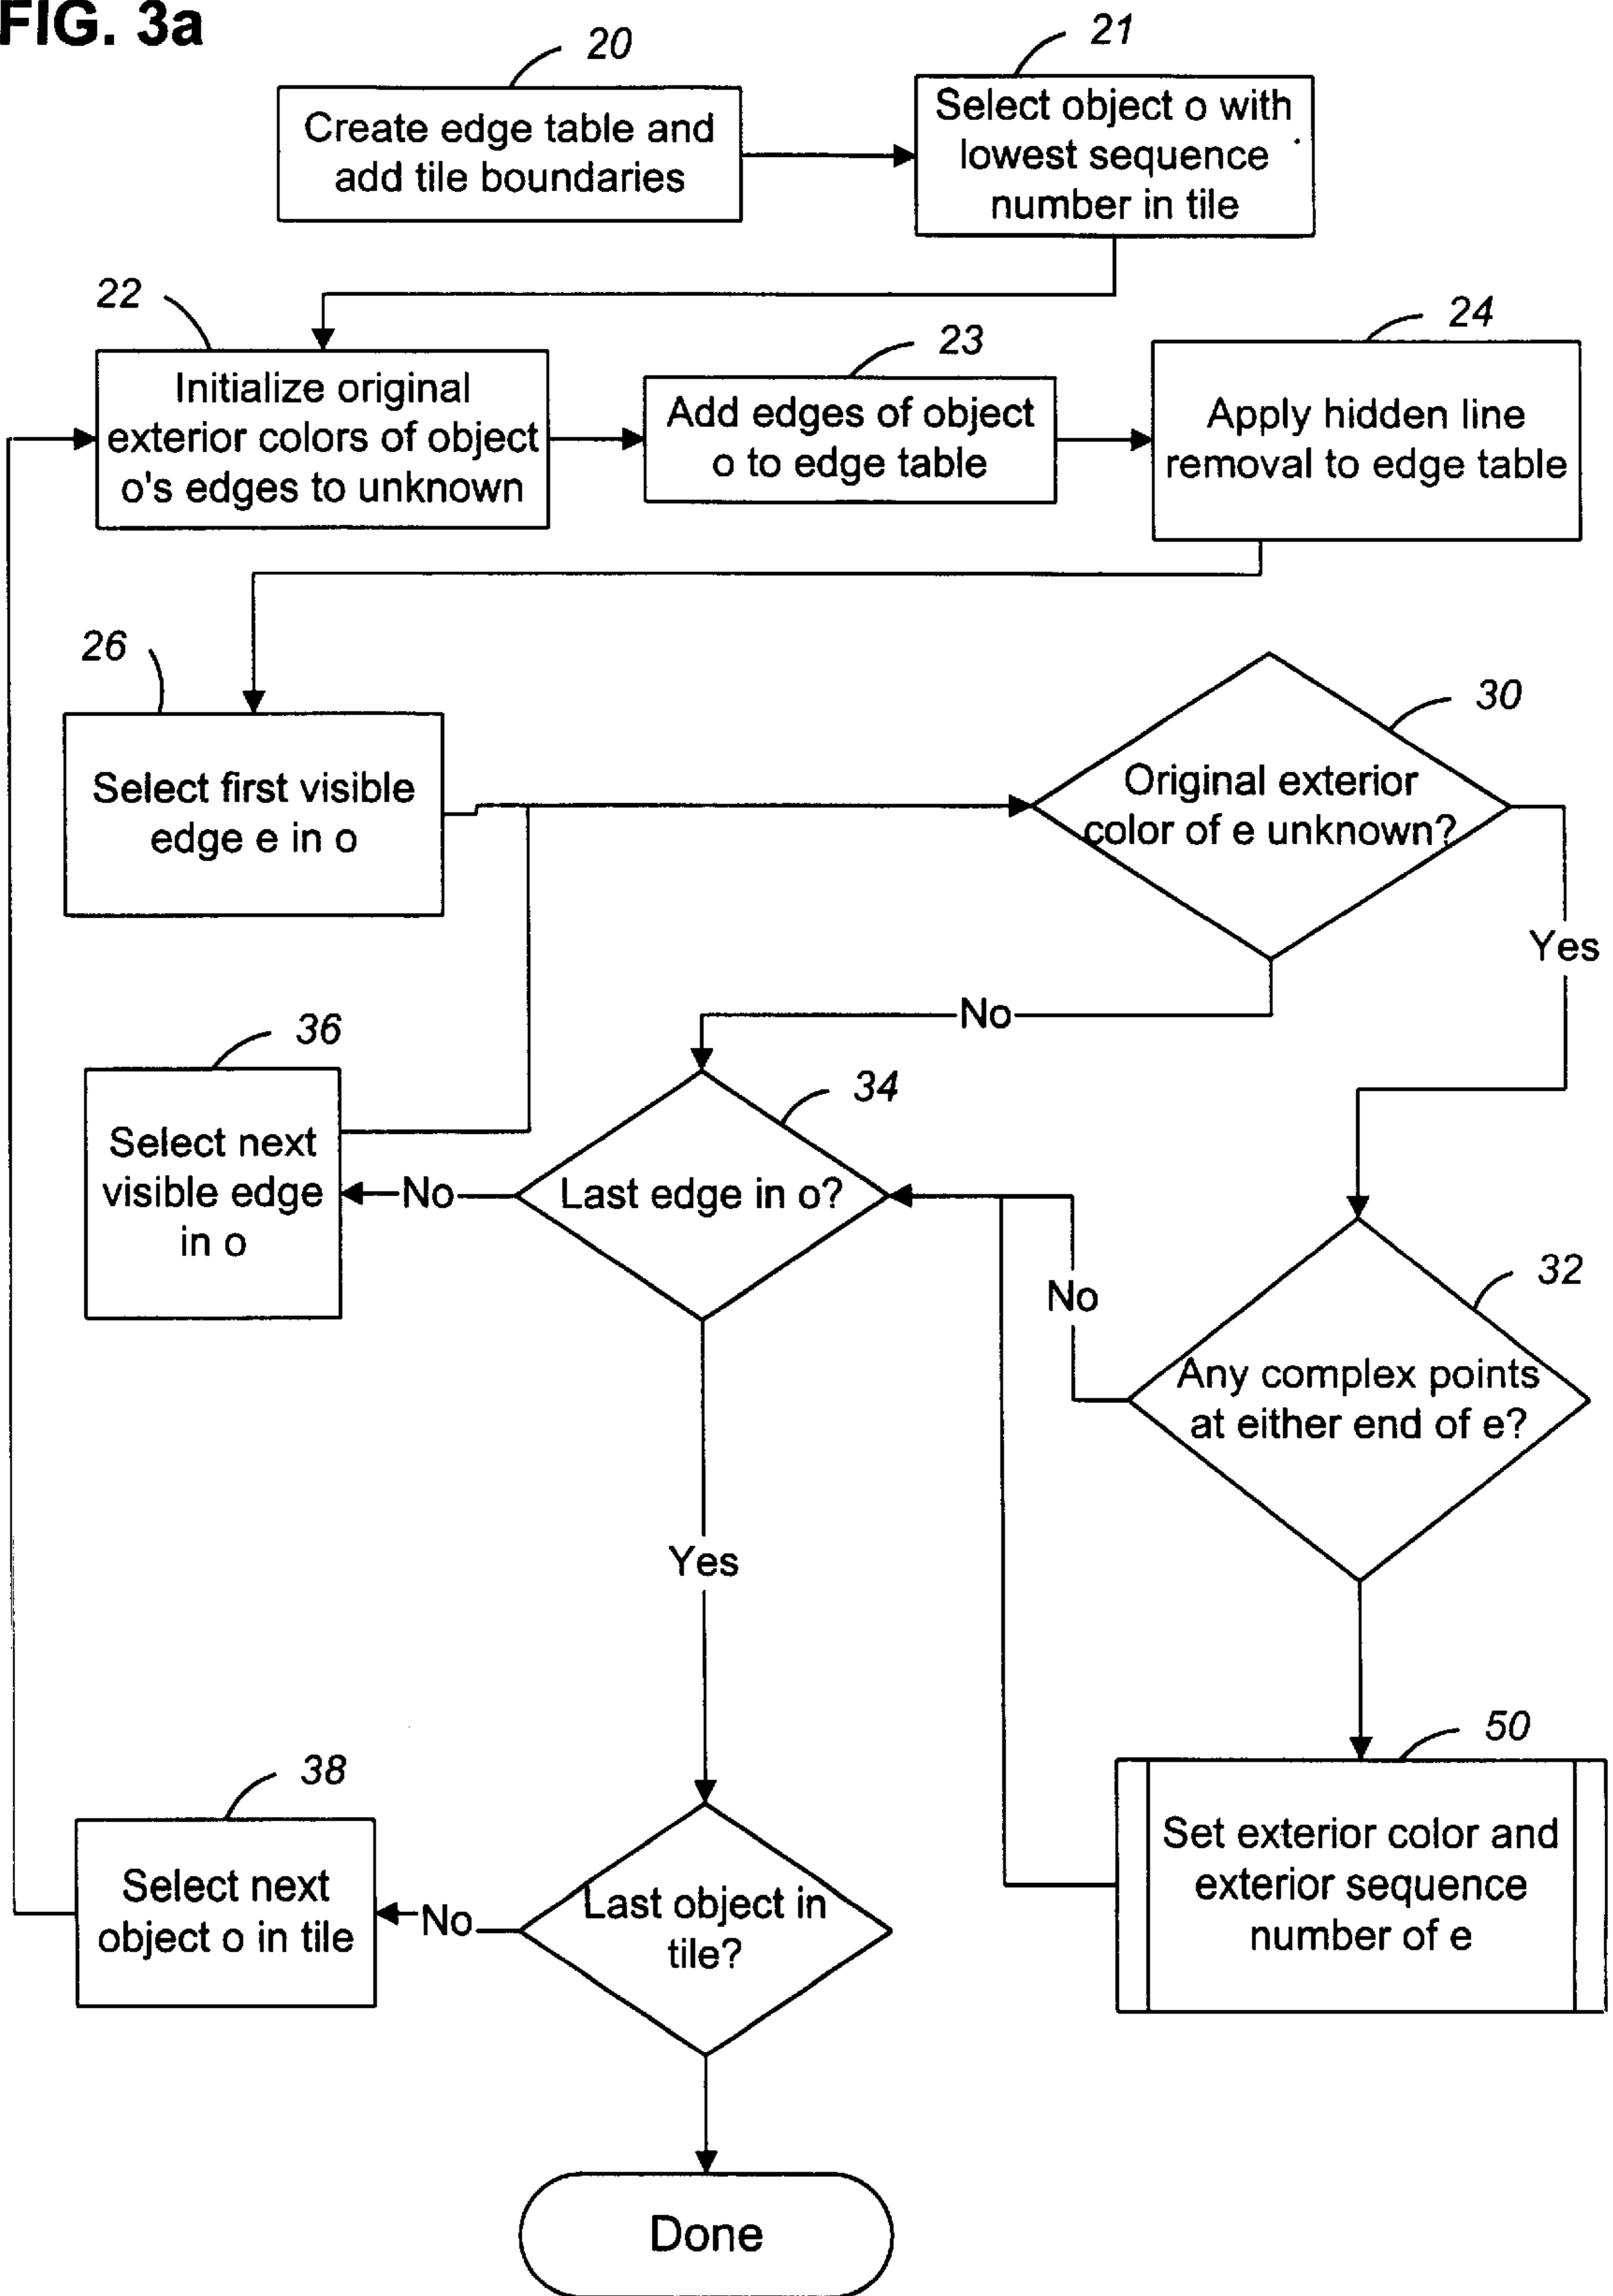 FIG. 3a
20
Create edge table and
add tile boundaries
21
Select object o with
lowest sequence
number in tile
22
Initialize original
exterior colors of object
o's edges to unknown
23
Add edges of object
o to edge table
24
Apply hidden line
removal to edge table
26
Select first visible
edge e in o
30
Original exterior
color of e unknown?
Yes
No
36
Select next
visible edge
in o
No
34
Last edge in o?
No
32
Any complex points
at either end of e?
Yes
50
Set exterior color and
exterior sequence
number of e
38
Select next
object o in tile
No
Last object in
tile?
Done